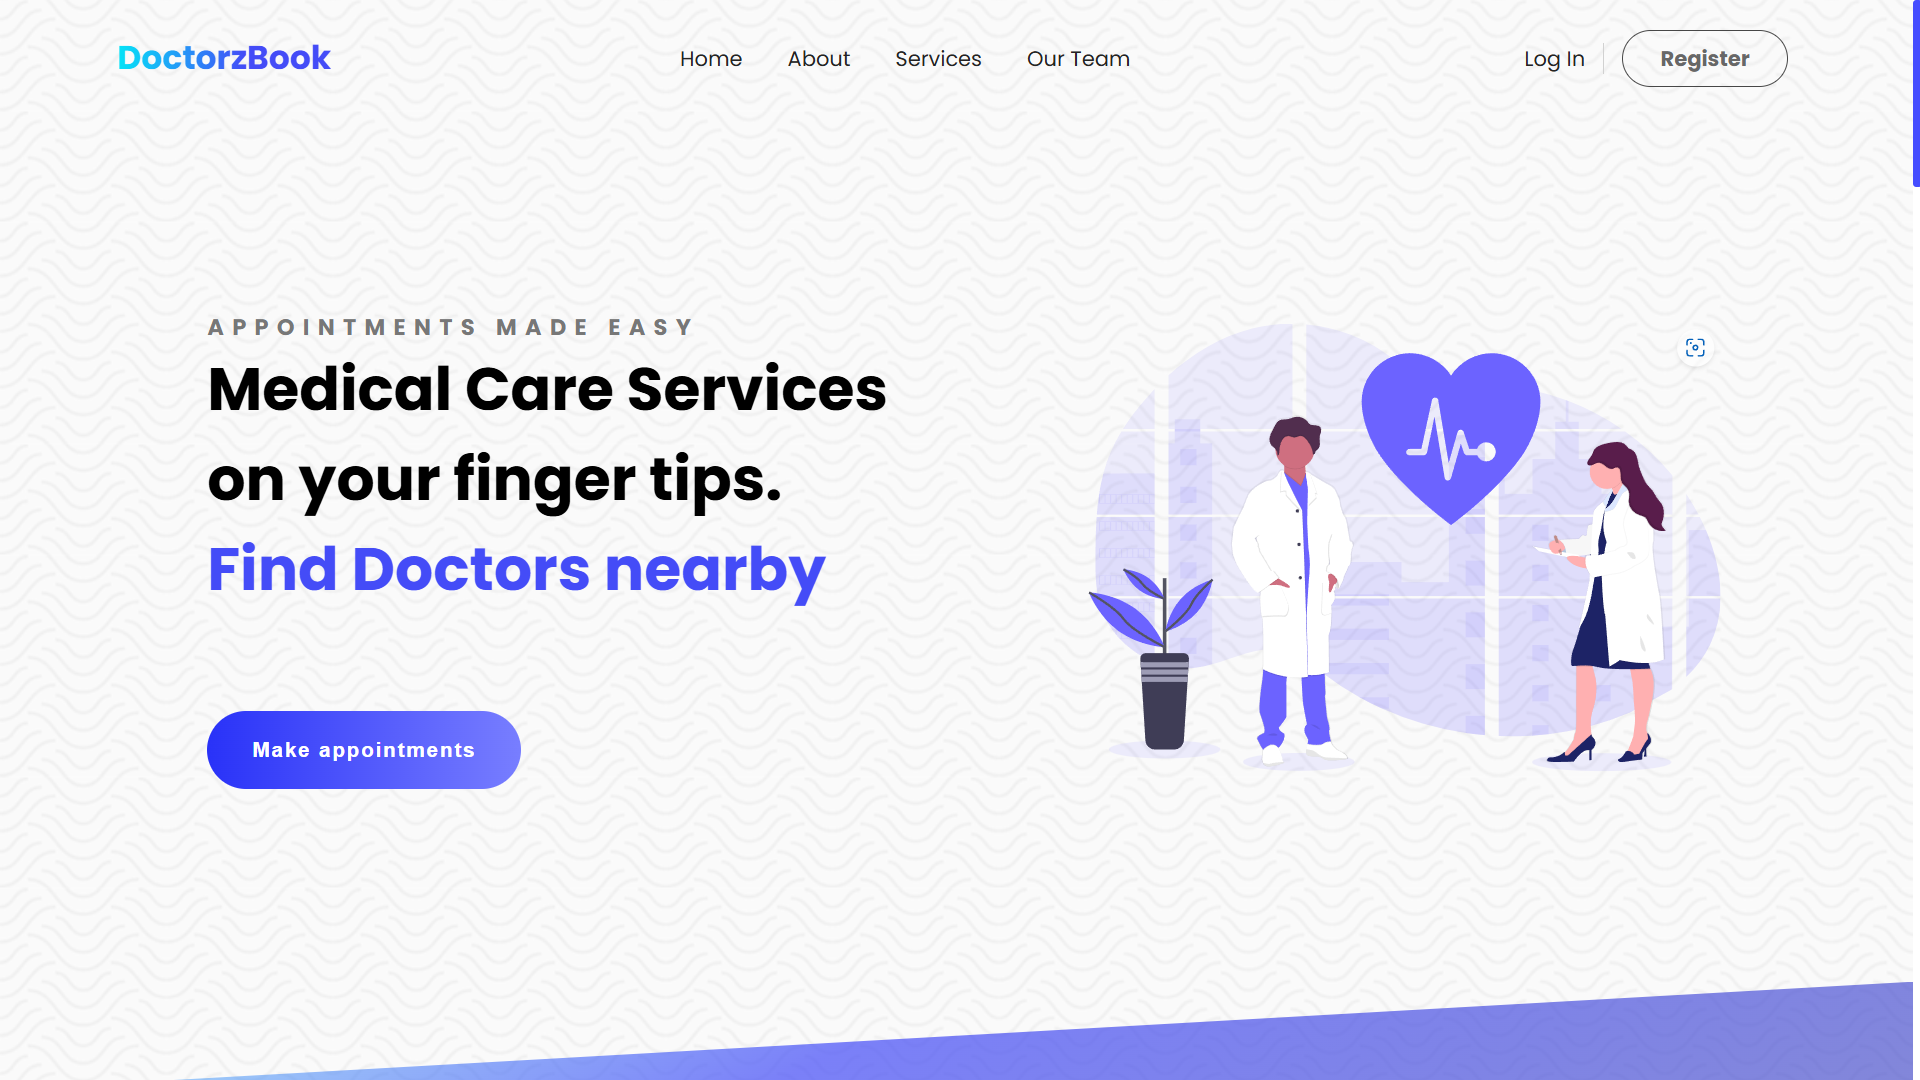 DoctorzBook
Home About Services Our Team
Log In Register
APPOINTMENTS MADE EASY
Medical Care Services
on your finger tips.
Find Doctors nearby
Make appointments